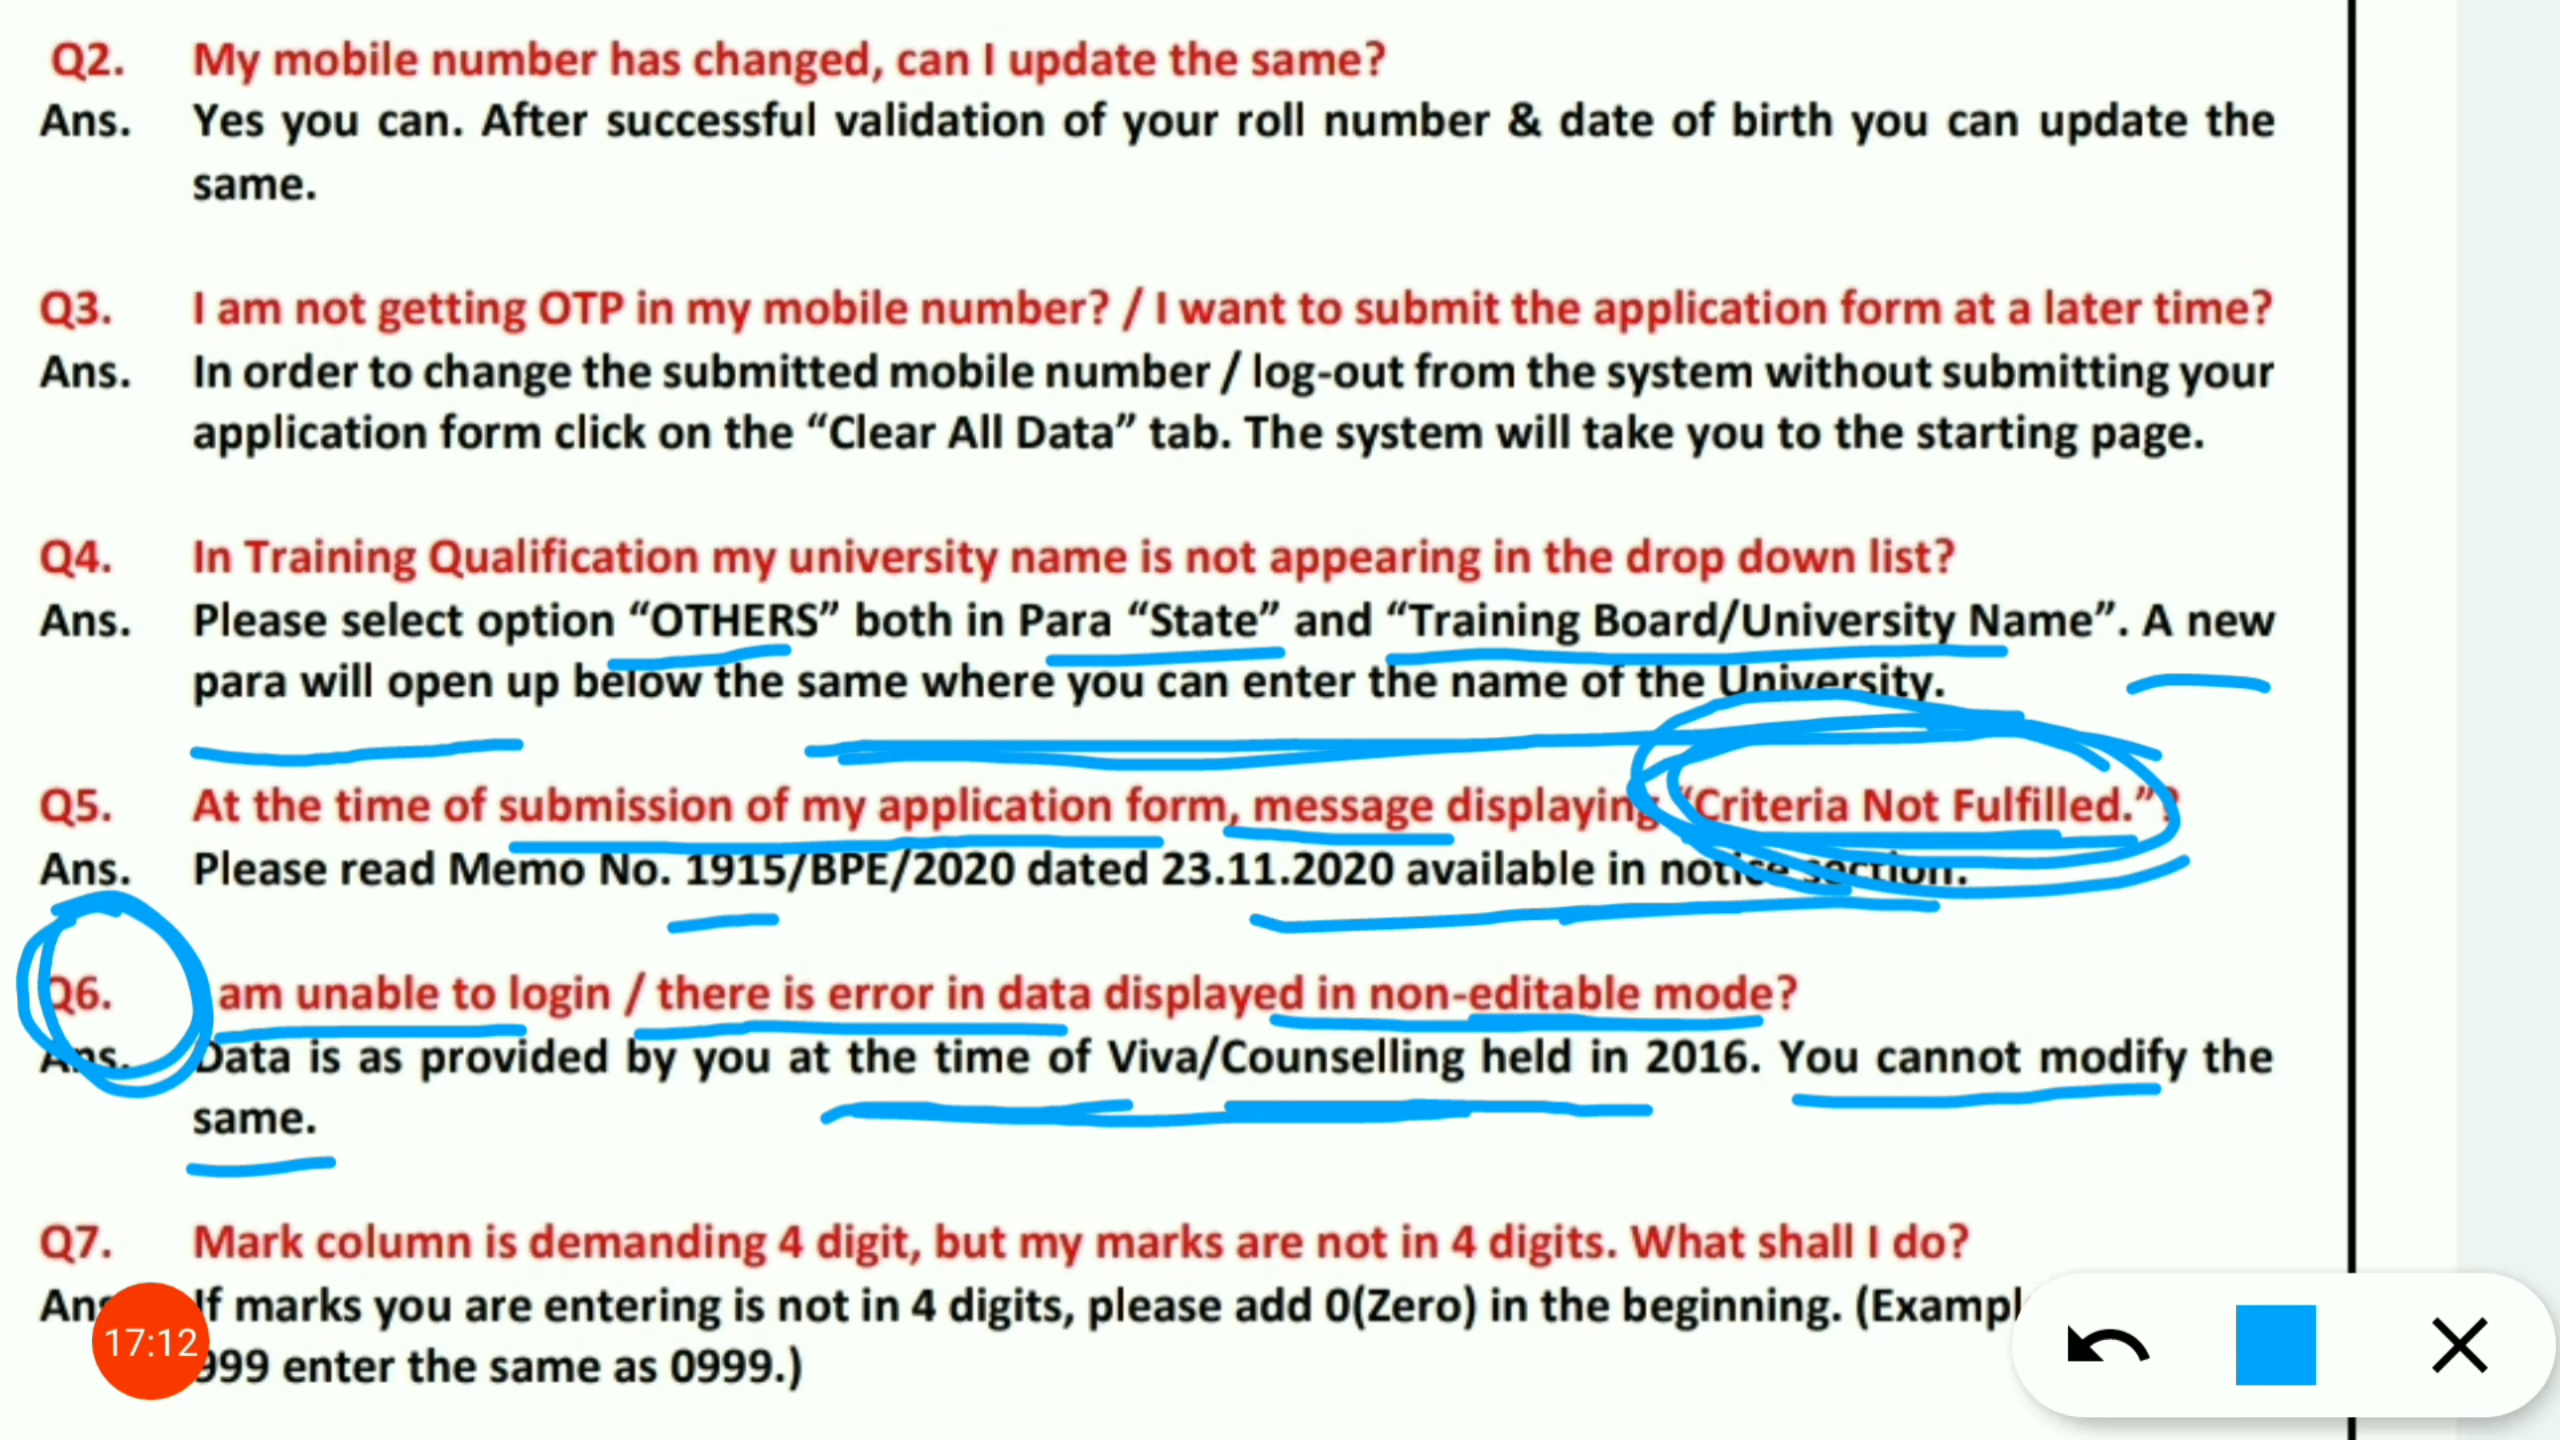 Q2. My mobile number has changed, can I update the same?
Ans. Yes you can. After successful validation of your roll number & date of birth you can update the
same.
Q3. I am not getting OTP in my mobile number? / I want to submit the application form at a later time?
Ans. In order to change the submitted mobile number / log-out from the system without submitting your
application form click on the “Clear All Data” tab. The system will take you to the starting page.
Q4. In Training Qualification my university name is not appearing in the drop down list?
Ans. Please select option “OTHERS” both in Para “State” and “Training Board/University Name”. A new
para will open up below the same where you can enter the name of the University.
Q5. At the time of submission of my application form, message displaying “Criteria Not Fulfilled.”?
Ans. Please read Memo No. 1915/BPE/2020 dated 23.11.2020 available in notice section.
Q6. am unable to login / there is error in data displayed in non-editable mode?
Ans. Data is as provided by you at the time of Viva/Counselling held in 2016. You cannot modify the
same.
Q7. Mark column is demanding 4 digit, but my marks are not in 4 digits. What shall I do?
Ans If marks you are entering is not in 4 digits, please add 0(Zero) in the beginning. (Exampl
999 enter the same as 0999.)
17:12